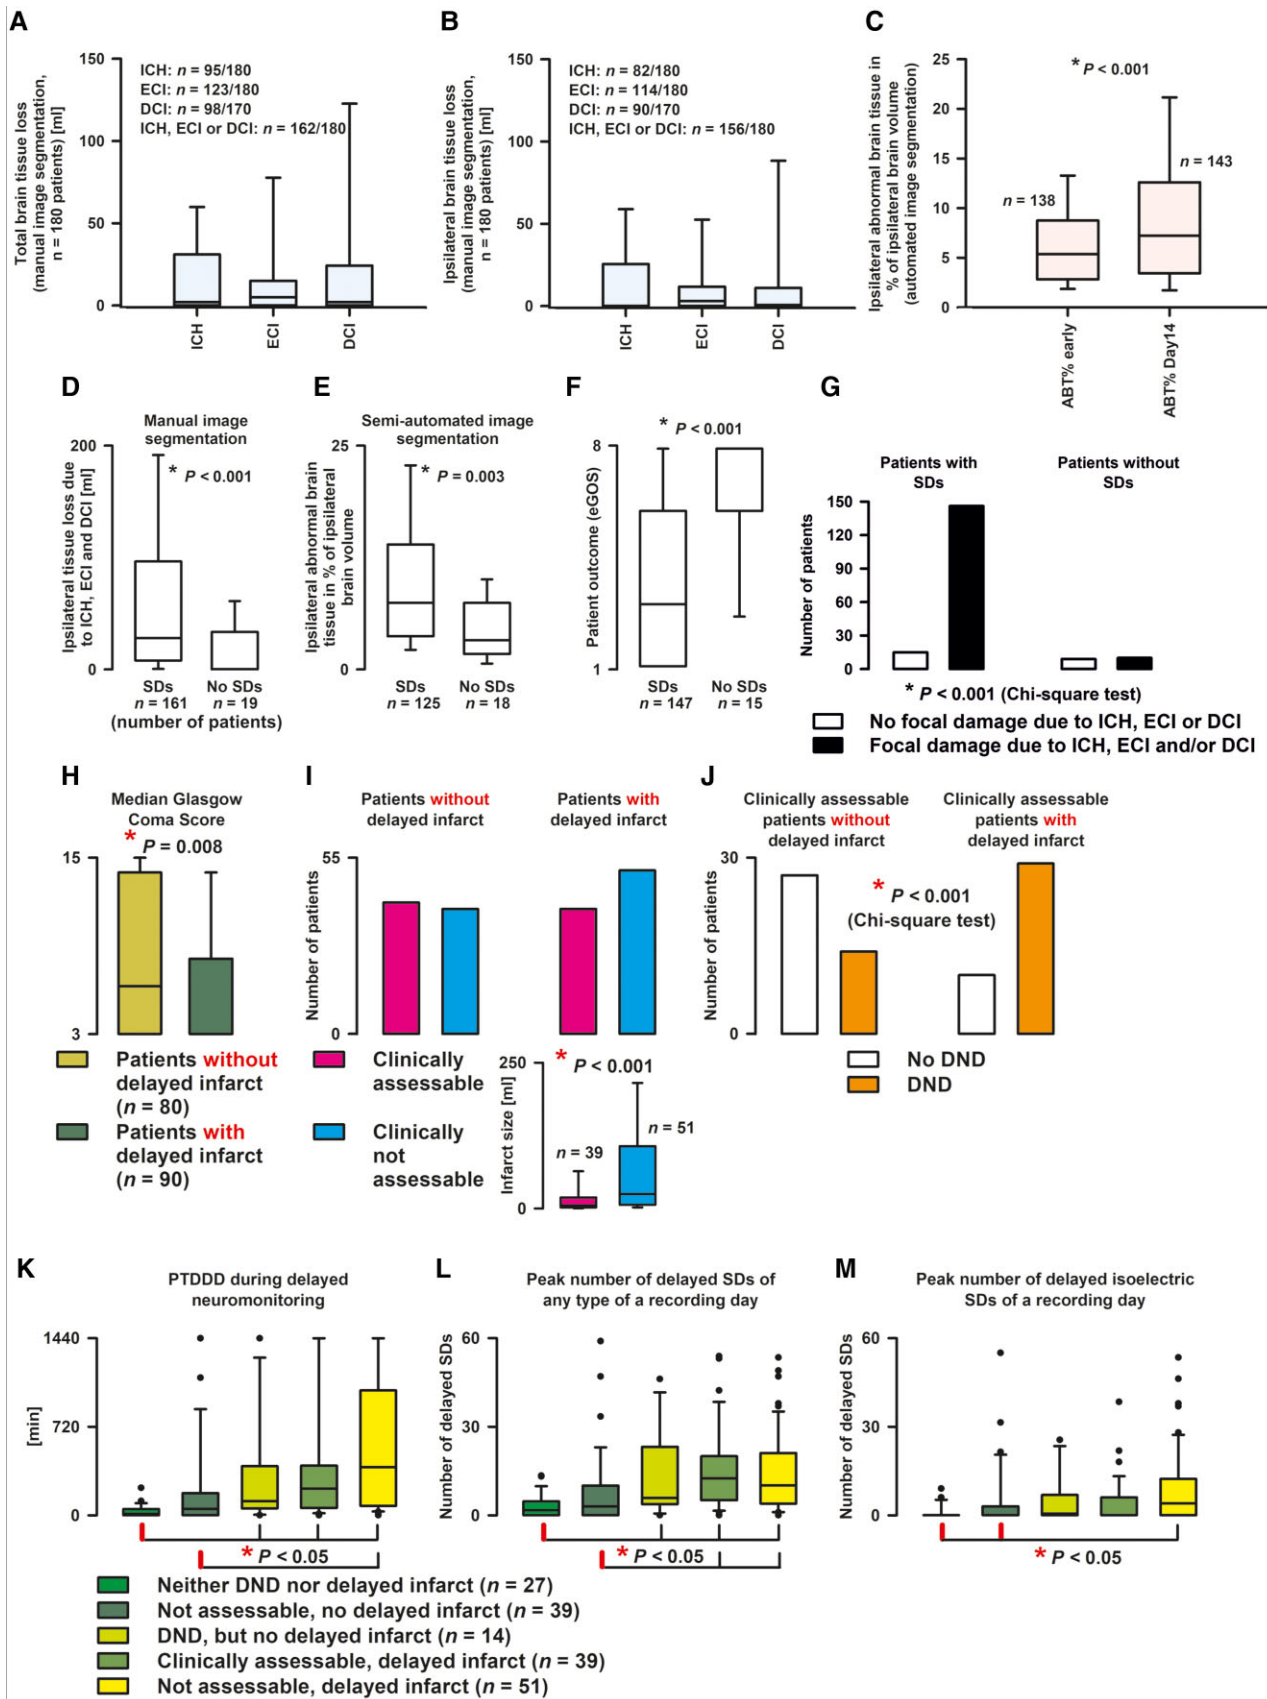 A
Total brain tissue loss
(manual image segmentation,
n = 180 patients) [ml]
150
100
50
0
ICH: n = 95/180
ECI: n = 123/180
DCI: n = 98/170
ICH, ECI or DCI: n = 162/180
ICH
ECI
DCI
B
Ipsilateral brain tissue loss
(manual image segmentation,
n = 180 patients) [ml]
150
100
50
0
ICH: n = 82/180
ECI: n = 114/180
DCI: n = 90/170
ICH, ECI or DCI: n = 156/180
ICH
ECI
DCI
C
Ipsilateral abnormal brain tissue in
% of ipsilateral brain volume
(automated image segmentation)
25
20
15
10
5
0
* P < 0.001
n = 138
n = 143
ABT% early
ABT% Day14
D
Manual image
segmentation
Ipsilateral tissue loss due
to ICH, ECI and DCI [ml]
200
0
* P < 0.001
SDs
n = 161
No SDs
n = 19
(number of patients)
E
Semi-automated image
segmentation
Ipsilateral abnormal brain
tissue in % of ipsilateral
brain volume
25
0
* P = 0.003
SDs
n = 125
No SDs
n = 18
F
Patient outcome (eGOS)
8
1
* P < 0.001
SDs
n = 147
No SDs
n = 15
G
Patients with
SDs
Patients without
SDs
Number of patients
150
120
90
60
30
0
* P < 0.001 (Chi-square test)
No focal damage due to ICH, ECI or DCI
Focal damage due to ICH, ECI and/or DCI
H
Median Glasgow
Coma Score
* P = 0.008
15
3
Patients without
delayed infarct
(n = 80)
Patients with
delayed infarct
(n = 90)
I
Patients without
delayed infarct
Patients with
delayed infarct
Number of patients
55
0
Clinically
assessable
Clinically
not
assessable
Infarct size [ml]
250
0
* P < 0.001
n = 39
n = 51
J
Clinically assessable
patients without
delayed infarct
Clinically assessable
patients with
delayed infarct
Number of patients
30
0
* P < 0.001
(Chi-square test)
No DND
DND
K
PTDDD during delayed
neuromonitoring
[min]
1440
720
0
* P < 0.05
L
Peak number of delayed SDs of
any type of a recording day
Number of delayed SDs
60
30
0
* P < 0.05
M
Peak number of delayed isoelectric
SDs of a recording day
Number of delayed SDs
60
30
0
* P < 0.05
Neither DND nor delayed infarct (n = 27)
Not assessable, no delayed infarct (n = 39)
DND, but no delayed infarct (n = 14)
Clinically assessable, delayed infarct (n = 39)
Not assessable, delayed infarct (n = 51)